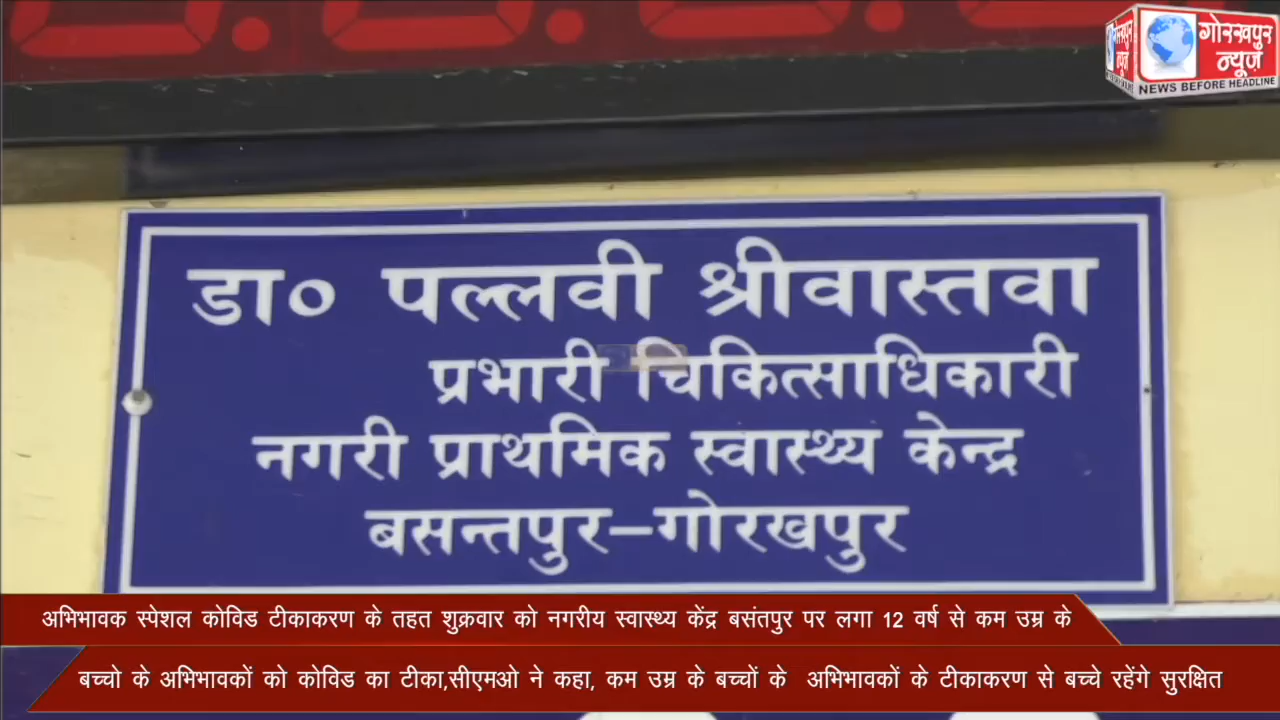 गोरखपुर
न्यूज़
NEWS BEFORE HEADLINE
डा० पल्लवी श्रीवास्तवा
प्रभारी चिकित्साधिकारी
नगरी प्राथमिक स्वास्थ्य केन्द्र
बसन्तपुर–गोरखपुर
अभिभावक स्पेशल कोविड टीकाकरण के तहत शुक्रवार को नगरीय स्वास्थ्य केंद्र बसंतपुर पर लगा 12 वर्ष से कम उम्र के
बच्चो के अभिभावकों को कोविड का टीका,सीएमओ ने कहा, कम उम्र के बच्चों के अभिभावकों के टीकाकरण से बच्चे रहेंगे सुरक्षित